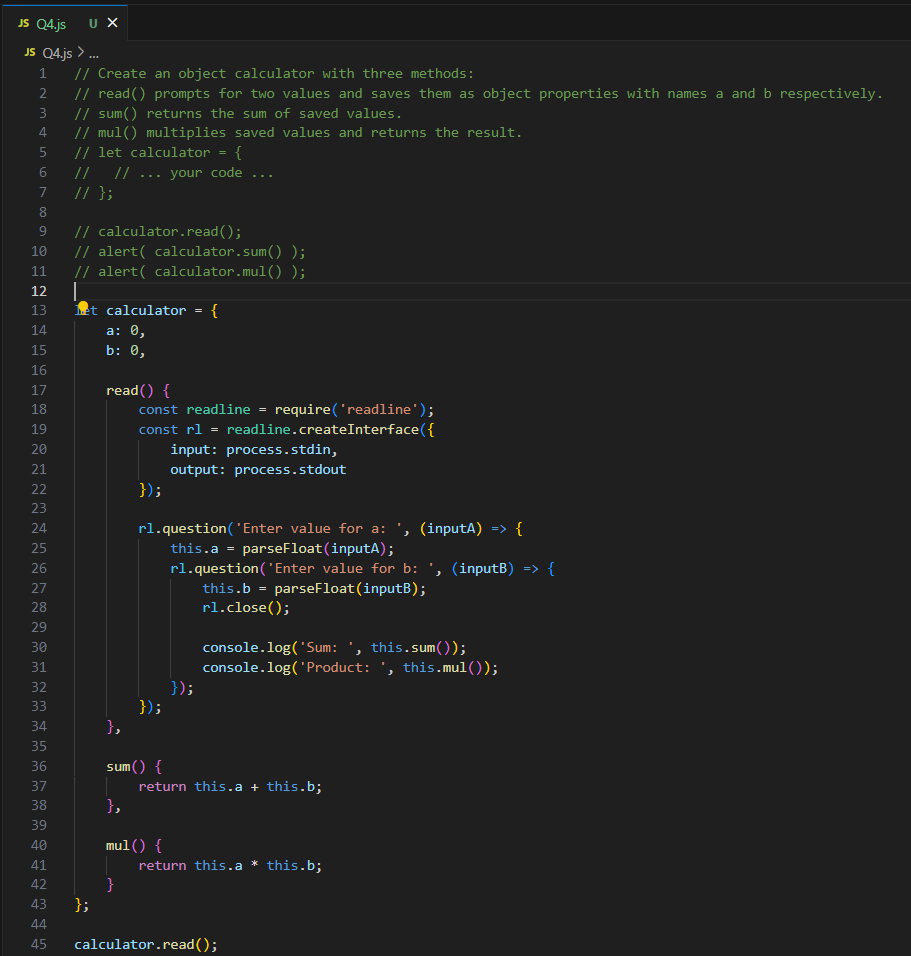 JS Q4.js U ×
JS Q4.js > ...
1 // Create an object calculator with three methods:
2 // read() prompts for two values and saves them as object properties with names a and b respectively.
3 // sum() returns the sum of saved values.
4 // mul() multiplies saved values and returns the result.
5 // let calculator = {
6 //   // ... your code ...
7 // };
8
9 // calculator.read();
10 // alert( calculator.sum() );
11 // alert( calculator.mul() );
12
13 let calculator = {
14     a: 0,
15     b: 0,
16
17     read() {
18         const readline = require('readline');
19         const rl = readline.createInterface({
20             input: process.stdin,
21             output: process.stdout
22         });
23
24         rl.question('Enter value for a: ', (inputA) => {
25             this.a = parseFloat(inputA);
26             rl.question('Enter value for b: ', (inputB) => {
27                 this.b = parseFloat(inputB);
28                 rl.close();
29
30                 console.log('Sum: ', this.sum());
31                 console.log('Product: ', this.mul());
32             });
33         });
34     },
35
36     sum() {
37         return this.a + this.b;
38     },
39
40     mul() {
41         return this.a * this.b;
42     }
43 };
44
45 calculator.read();